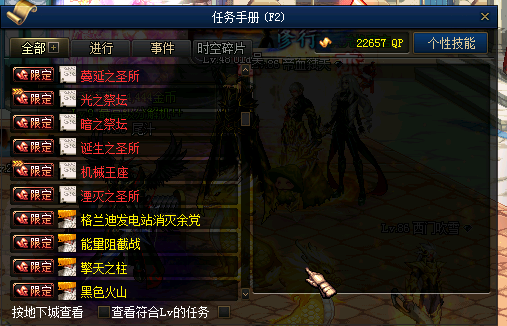 任务手册 (F2)
全部 进行 事件 时空碎片 22657 QP 个性技能
限定 蔓延之圣所
限定 光之祭坛
限定 暗之祭坛
限定 诞生之圣所
限定 机械王座
限定 湮灭之圣所
限定 格兰迪发电站消灭余党
限定 能量阻截战
限定 擎天之柱
限定 黑色火山
按地下城查看 查看符合Lv的任务